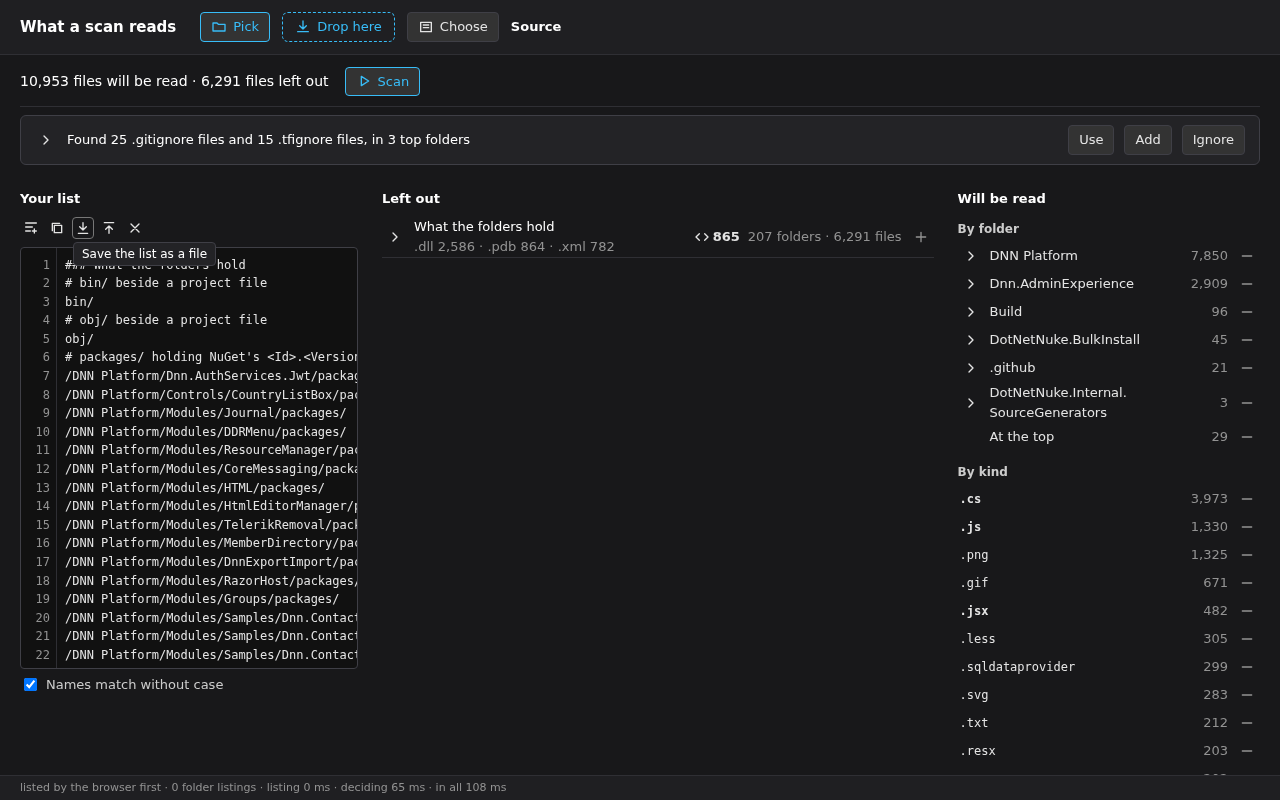 What a scan reads
Pick
Drop here
Choose
Source
10,953 files will be read · 6,291 files left out
Scan
Found 25 .gitignore files and 15 .tfignore files, in 3 top folders
Use
Add
Ignore
Your list
Save the list as a file
1 ### What the folders hold
2 # bin/ beside a project file
3 bin/
4 # obj/ beside a project file
5 obj/
6 # packages/ holding NuGet's <Id>.<Version
7 /DNN Platform/Dnn.AuthServices.Jwt/packag
8 /DNN Platform/Controls/CountryListBox/pac
9 /DNN Platform/Modules/Journal/packages/
10 /DNN Platform/Modules/DDRMenu/packages/
11 /DNN Platform/Modules/ResourceManager/pac
12 /DNN Platform/Modules/CoreMessaging/packa
13 /DNN Platform/Modules/HTML/packages/
14 /DNN Platform/Modules/HtmlEditorManager/p
15 /DNN Platform/Modules/TelerikRemoval/pack
16 /DNN Platform/Modules/MemberDirectory/pac
17 /DNN Platform/Modules/DnnExportImport/pac
18 /DNN Platform/Modules/RazorHost/packages/
19 /DNN Platform/Modules/Groups/packages/
20 /DNN Platform/Modules/Samples/Dnn.Contact
21 /DNN Platform/Modules/Samples/Dnn.Contact
22 /DNN Platform/Modules/Samples/Dnn.Contact
Names match without case
Left out
What the folders hold
.dll 2,586 · .pdb 864 · .xml 782
865 207 folders · 6,291 files
Will be read
By folder
DNN Platform 7,850
Dnn.AdminExperience 2,909
Build 96
DotNetNuke.BulkInstall 45
.github 21
DotNetNuke.Internal.
SourceGenerators 3
At the top 29
By kind
.cs 3,973
.js 1,330
.png 1,325
.gif 671
.jsx 482
.less 305
.sqldataprovider 299
.svg 283
.txt 212
.resx 203
listed by the browser first · 0 folder listings · listing 0 ms · deciding 65 ms · in all 108 ms